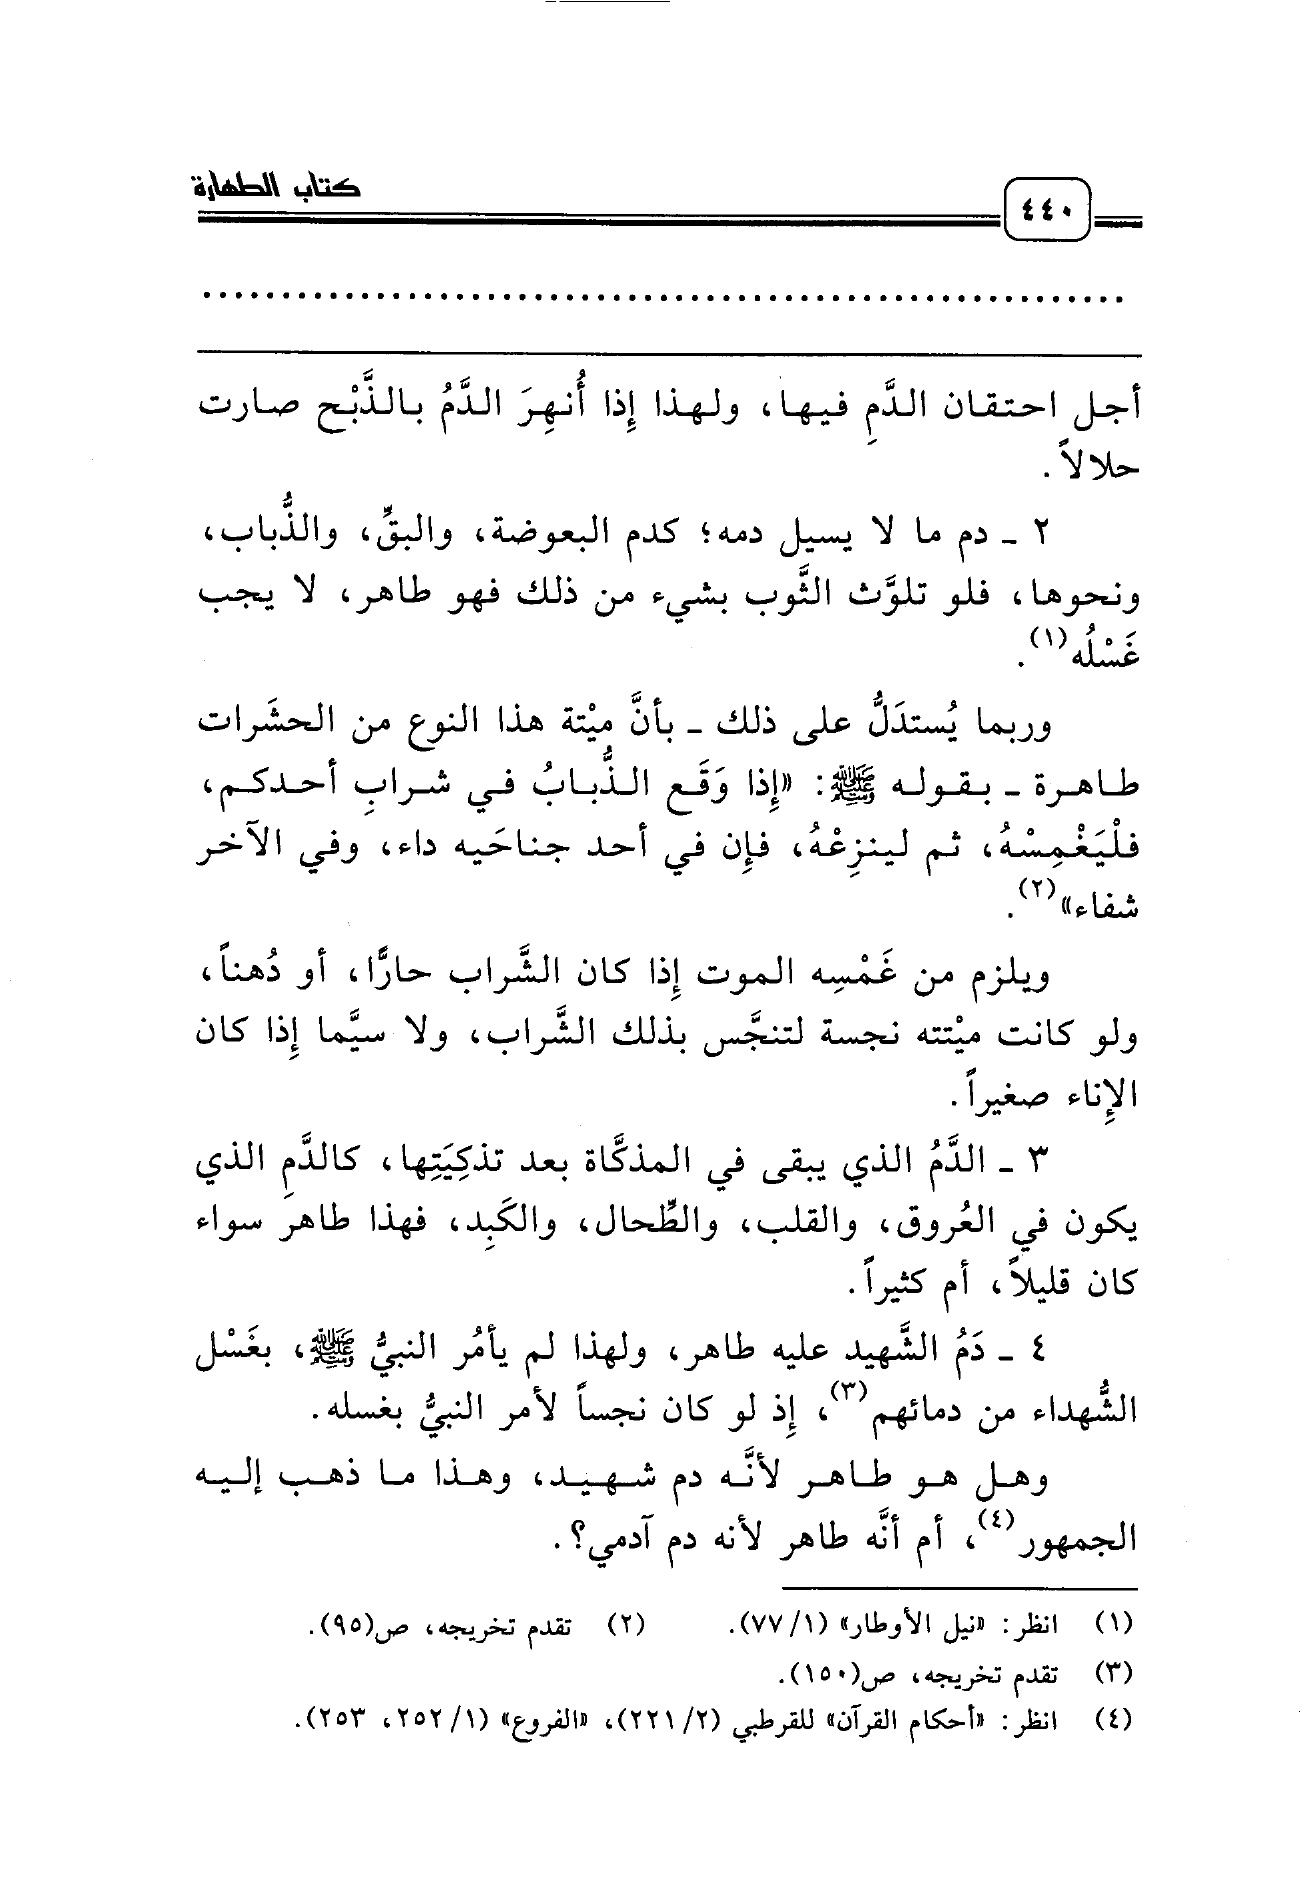 كتاب الطهارة
٤٤٠
أجل احتقان الدَّمِ فيها، ولهذا إِذا أُنهِرَ الدَّمُ بالذَّبْح صارت
حلالاً.
٢ ـ دم ما لا يسيل دمه؛ كدم البعوضة، والبقِّ، والذُّباب،
ونحوها، فلو تلوَّث الثَّوب بشيء من ذلك فهو طاهر، لا يجب
غَسْلُه(١).
وربما يُستدَلُّ على ذلك ـ بأنَّ ميْتة هذا النوع من الحشَرات
طاهرة ـ بقوله ﷺ: «إِذا وَقَع الذُّبابُ في شرابِ أحدكم،
فلْيَغْمِسْهُ، ثم لينزِعْهُ، فإِن في أحد جناحَيه داء، وفي الآخر
شفاء»(٢).
ويلزم من غَمْسِه الموت إِذا كان الشَّراب حارًّا، أو دُهناً،
ولو كانت ميْتته نجسة لتنجَّس بذلك الشَّراب، ولا سيَّما إِذا كان
الإِناء صغيراً.
٣ ـ الدَّمُ الذي يبقى في المذكَّاة بعد تذكِيَتِها، كالدَّمِ الذي
يكون في العُروق، والقلب، والطِّحال، والكَبِد، فهذا طاهر سواء
كان قليلاً، أم كثيراً.
٤ ـ دَمُ الشَّهيد عليه طاهر، ولهذا لم يأمُر النبيُّ ﷺ، بغَسْل
الشُّهداء من دمائهم(٣)، إِذ لو كان نجساً لأمر النبيُّ بغسله.
وهل هو طاهر لأنَّه دم شهيد، وهذا ما ذهب إليه
الجمهور(٤)، أم أنَّه طاهر لأنه دم آدمي؟.
(١) انظر: «نيل الأوطار» (١/ ٧٧). (٢) تقدم تخريجه، ص(٩٥).
(٣) تقدم تخريجه، ص(١٥٠).
(٤) انظر: «أحكام القرآن» للقرطبي (٢/ ٢٢١)، «الفروع» (١/ ٢٥٢، ٢٥٣).